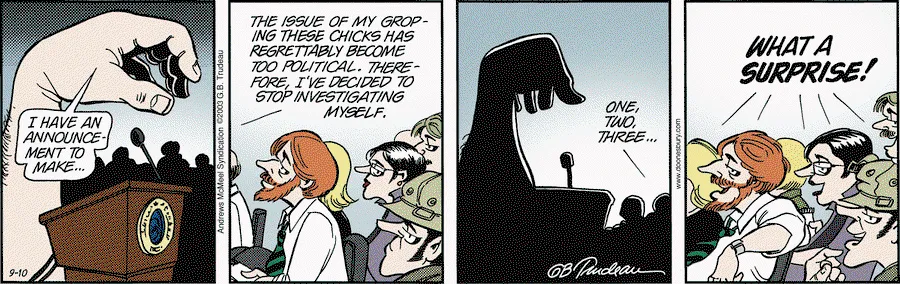 I HAVE AN
ANNOUNCE-
MENT TO
MAKE...
9-10
Andrews McMeel Syndication ©2003 G.B. Trudeau
THE ISSUE OF MY GROP-
ING THESE CHICKS HAS
REGRETTABLY BECOME
TOO POLITICAL. THERE-
FORE, I'VE DECIDED TO
STOP INVESTIGATING
MYSELF.
ONE,
TWO,
THREE...
GB Trudeau
www.doonesbury.com
WHAT A
SURPRISE!